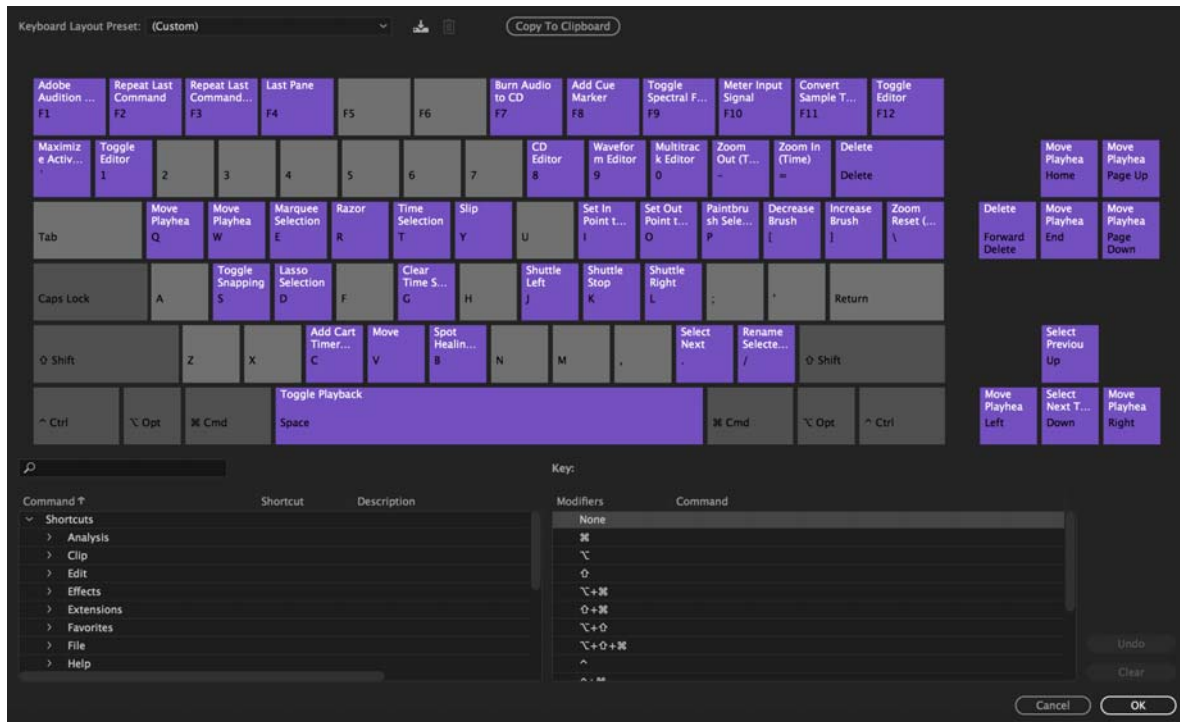 Keyboard Layout Preset: (Custom) Copy To Clipboard
Adobe Repeat Last Repeat Last Last Pane Burn Audio Add Cue Toggle Meter Input Convert Toggle
Audition ... Command Command... to CD Marker Spectral F... Signal Sample T... Editor
F1 F2 F3 F4 F5 F6 F7 F8 F9 F10 F11 F12
Maximiz Toggle CD Wavefor Multitrac Zoom Zoom In Delete Move Move
e Activ... Editor Editor m Editor k Editor Out (T... (Time) Playhea Playhea
` 1 2 3 4 5 6 7 8 9 0 - = Delete Home Page Up
Move Move Marquee Razor Time Slip Set In Set Out Paintbru Decrease Increase Zoom Delete Move Move
Playhea Playhea Selection Selection Point t... Point t... sh Sele... Brush Brush Reset (... Playhea Playhea
Tab Q W E R T Y U I O P [ ] \ Forward End Page
Delete Down
Toggle Lasso Clear Shuttle Shuttle Shuttle
Snapping Selection Time S... Left Stop Right
Caps Lock A S D F G H J K L ; ' Return
Add Cart Move Spot Select Rename Select
Timer... Healin... Next Selecte... Previou
⇧ Shift Z X C V B N M , . / ⇧ Shift Up
Toggle Playback Move Select Move
Playhea Next T... Playhea
^ Ctrl ⌥ Opt ⌘ Cmd Space ⌘ Cmd ⌥ Opt ^ Ctrl Left Down Right
Key:
Command ↑ Shortcut Description Modifiers Command
Shortcuts None
Analysis ⌘
Clip ⌥
Edit ⇧
Effects ⌥+⌘
Extensions ⇧+⌘
Favorites ⌥+⇧
File ⌥+⇧+⌘ Undo
Help ^ Clear
Cancel OK